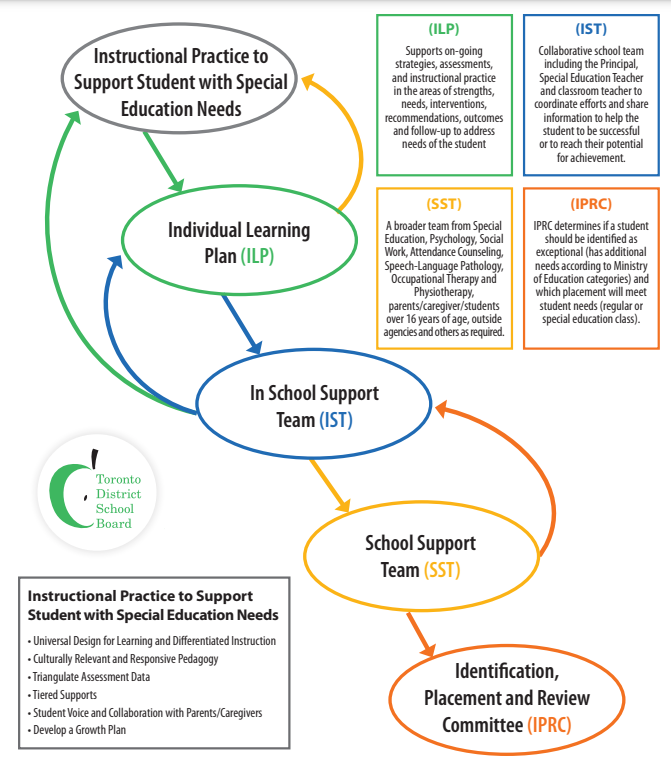 Instructional Practice to
Support Student with Special
Education Needs
Individual Learning
Plan (ILP)
In School Support
Team (IST)
School Support
Team (SST)
Identification,
Placement and Review
Committee (IPRC)
(ILP)
Supports on-going
strategies, assessments,
and instructional practice
in the areas of strengths,
needs, interventions,
recommendations, outcomes
and follow-up to address
needs of the student
(IST)
Collaborative school team
including the Principal,
Special Education Teacher
and classroom teacher to
coordinate efforts and share
information to help the
student to be successful
or to reach their potential
for achievement.
(SST)
A broader team from Special
Education, Psychology, Social
Work, Attendance Counseling,
Speech-Language Pathology,
Occupational Therapy and
Physiotherapy,
parents/caregiver/students
over 16 years of age, outside
agencies and others as required.
(IPRC)
IPRC determines if a student
should be identified as
exceptional (has additional
needs according to Ministry
of Education categories) and
which placement will meet
student needs (regular or
special education class).
Toronto
District
School
Board
Instructional Practice to Support
Student with Special Education Needs
• Universal Design for Learning and Differentiated Instruction
• Culturally Relevant and Responsive Pedagogy
• Triangulate Assessment Data
• Tiered Supports
• Student Voice and Collaboration with Parents/Caregivers
• Develop a Growth Plan